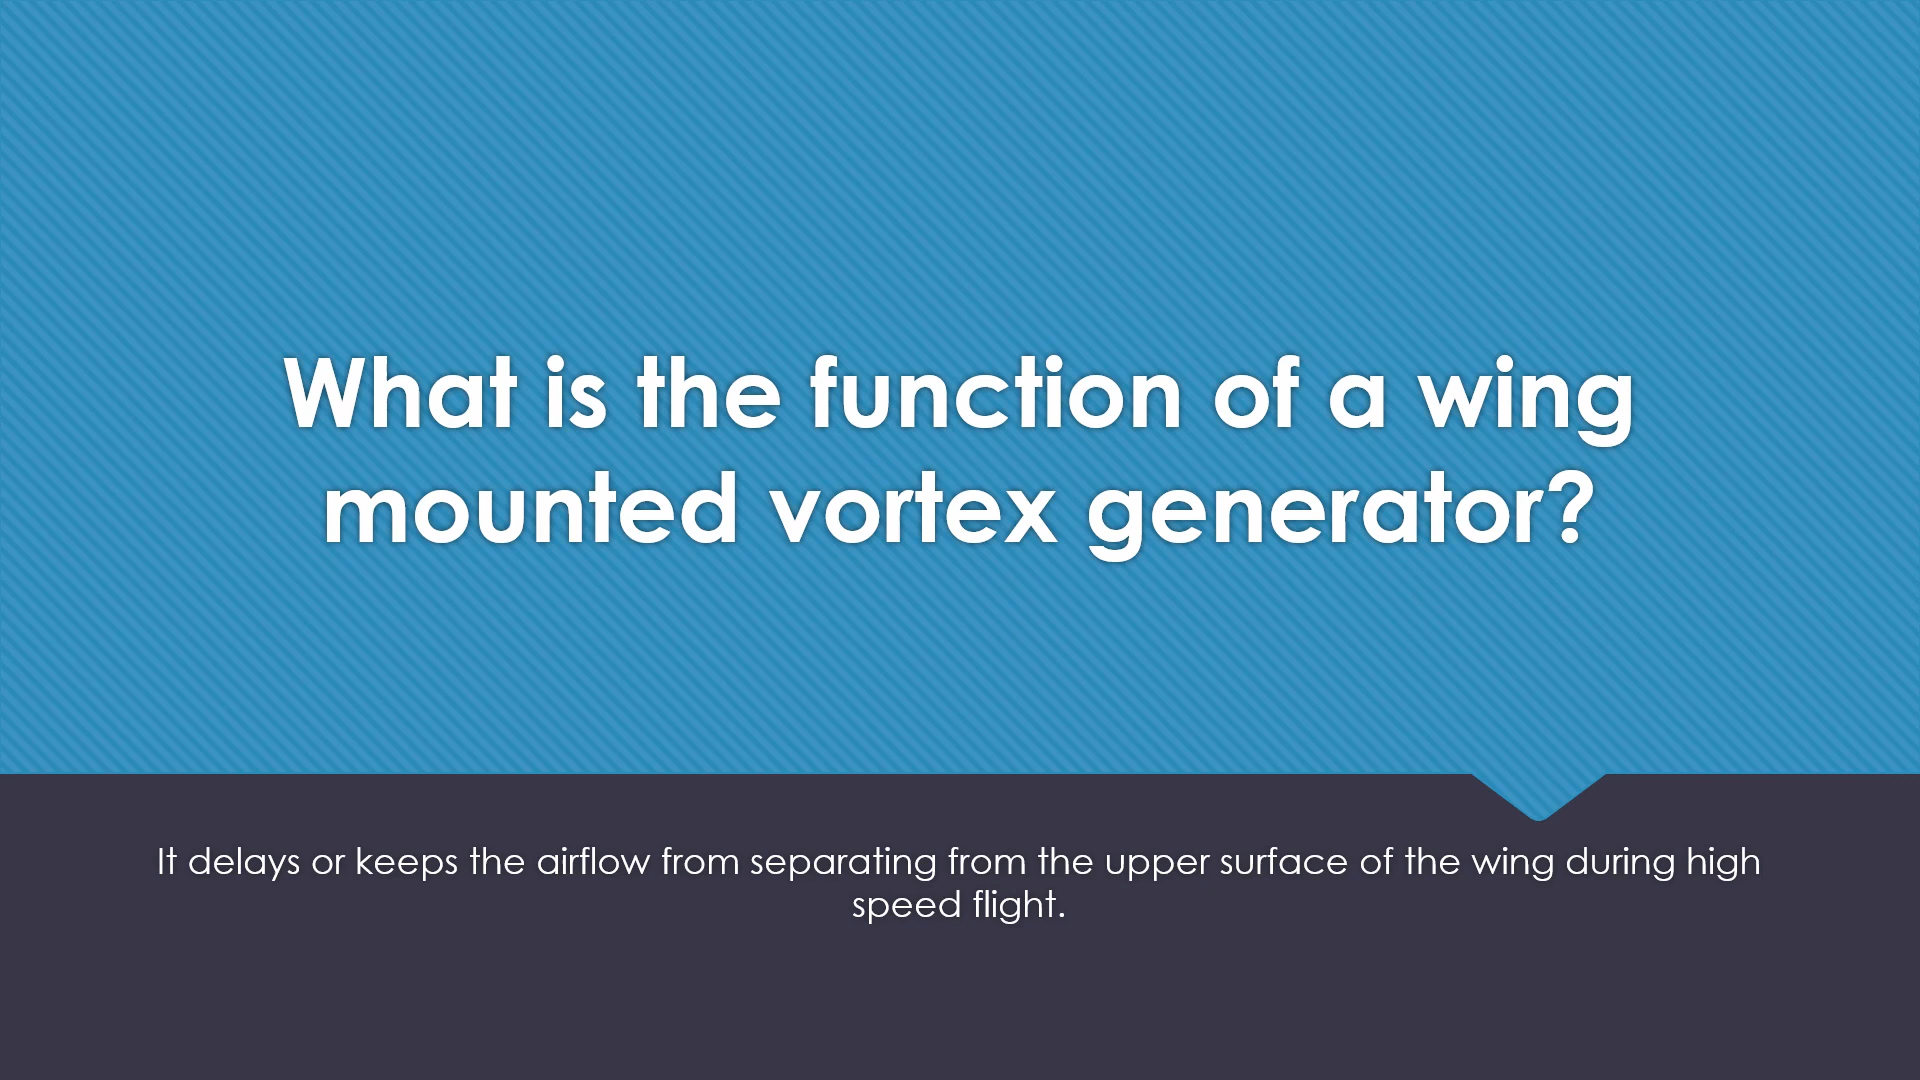 What is the function of a wing
mounted vortex generator?
It delays or keeps the airflow from separating from the upper surface of the wing during high
speed flight.